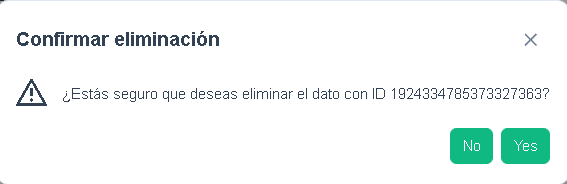 Confirmar eliminación
¿Estás seguro que deseas eliminar el dato con ID 1924334785373327363?
No Yes